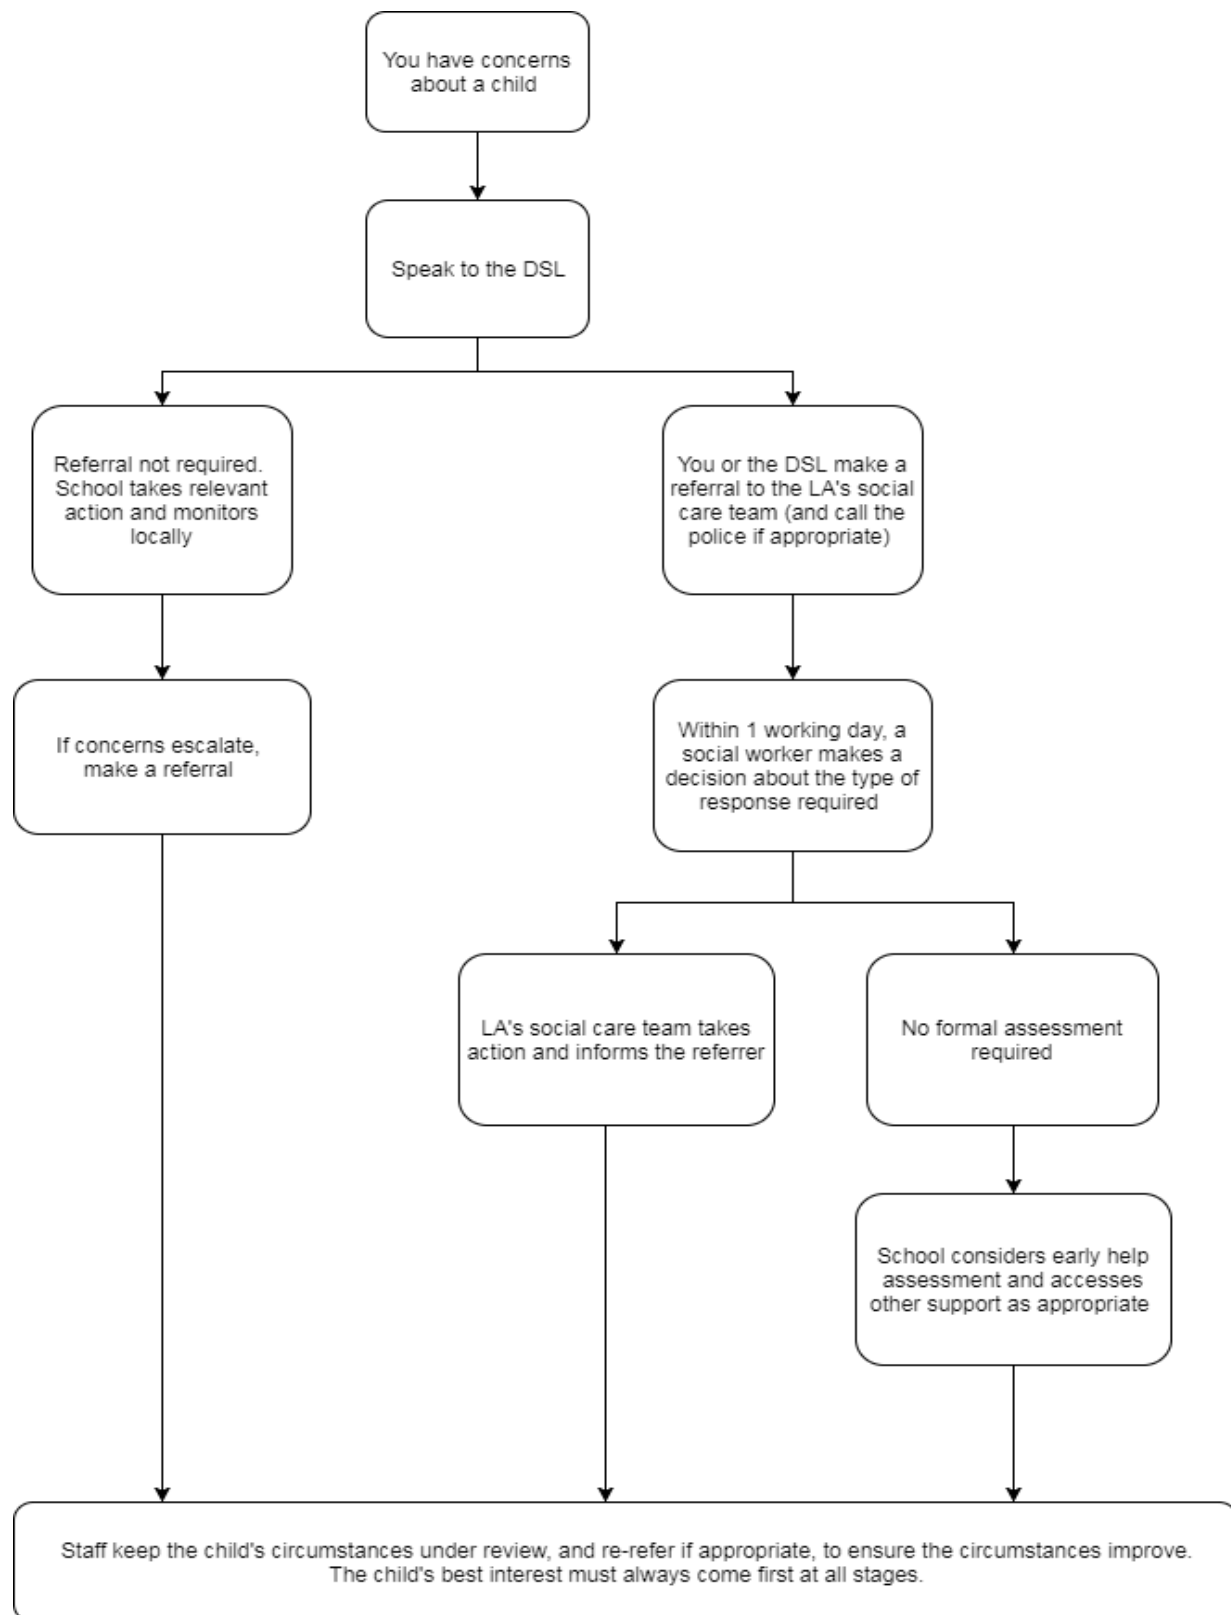 You have concerns
about a child
Speak to the DSL
Referral not required.
School takes relevant
action and monitors
locally
You or the DSL make a
referral to the LA's social
care team (and call the
police if appropriate)
If concerns escalate,
make a referral
Within 1 working day, a
social worker makes a
decision about the type of
response required
LA's social care team takes
action and informs the referrer
No formal assessment
required
School considers early help
assessment and accesses
other support as appropriate
Staff keep the child's circumstances under review, and re-refer if appropriate, to ensure the circumstances improve.
The child's best interest must always come first at all stages.